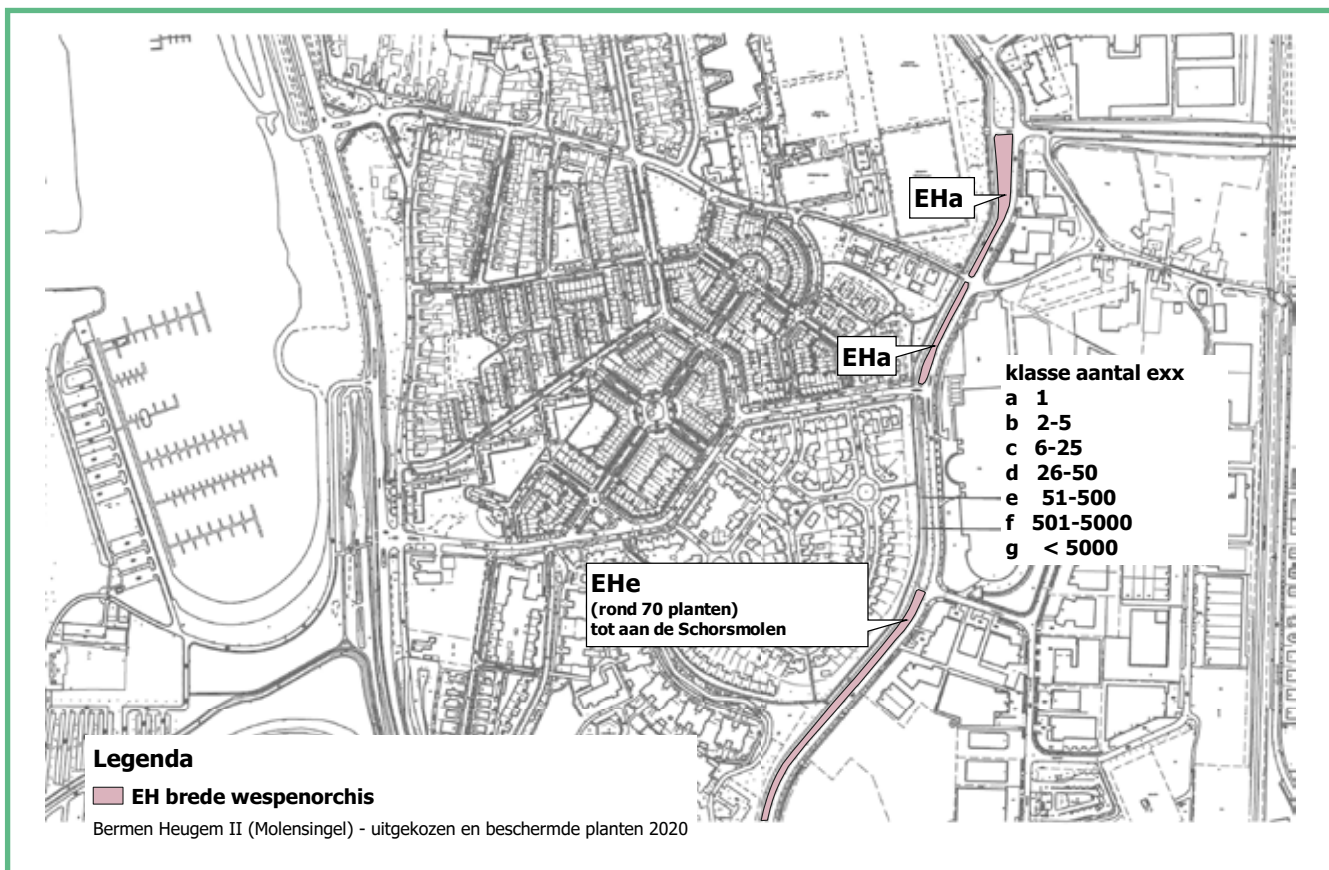 EHa
EHa
klasse aantal exx
a 1
b 2-5
c 6-25
d 26-50
e 51-500
f 501-5000
g < 5000
EHe
(rond 70 planten)
tot aan de Schorsmolen
Legenda
EH brede wespenorchis
Bermen Heugem II (Molensingel) - uitgekozen en beschermde planten 2020